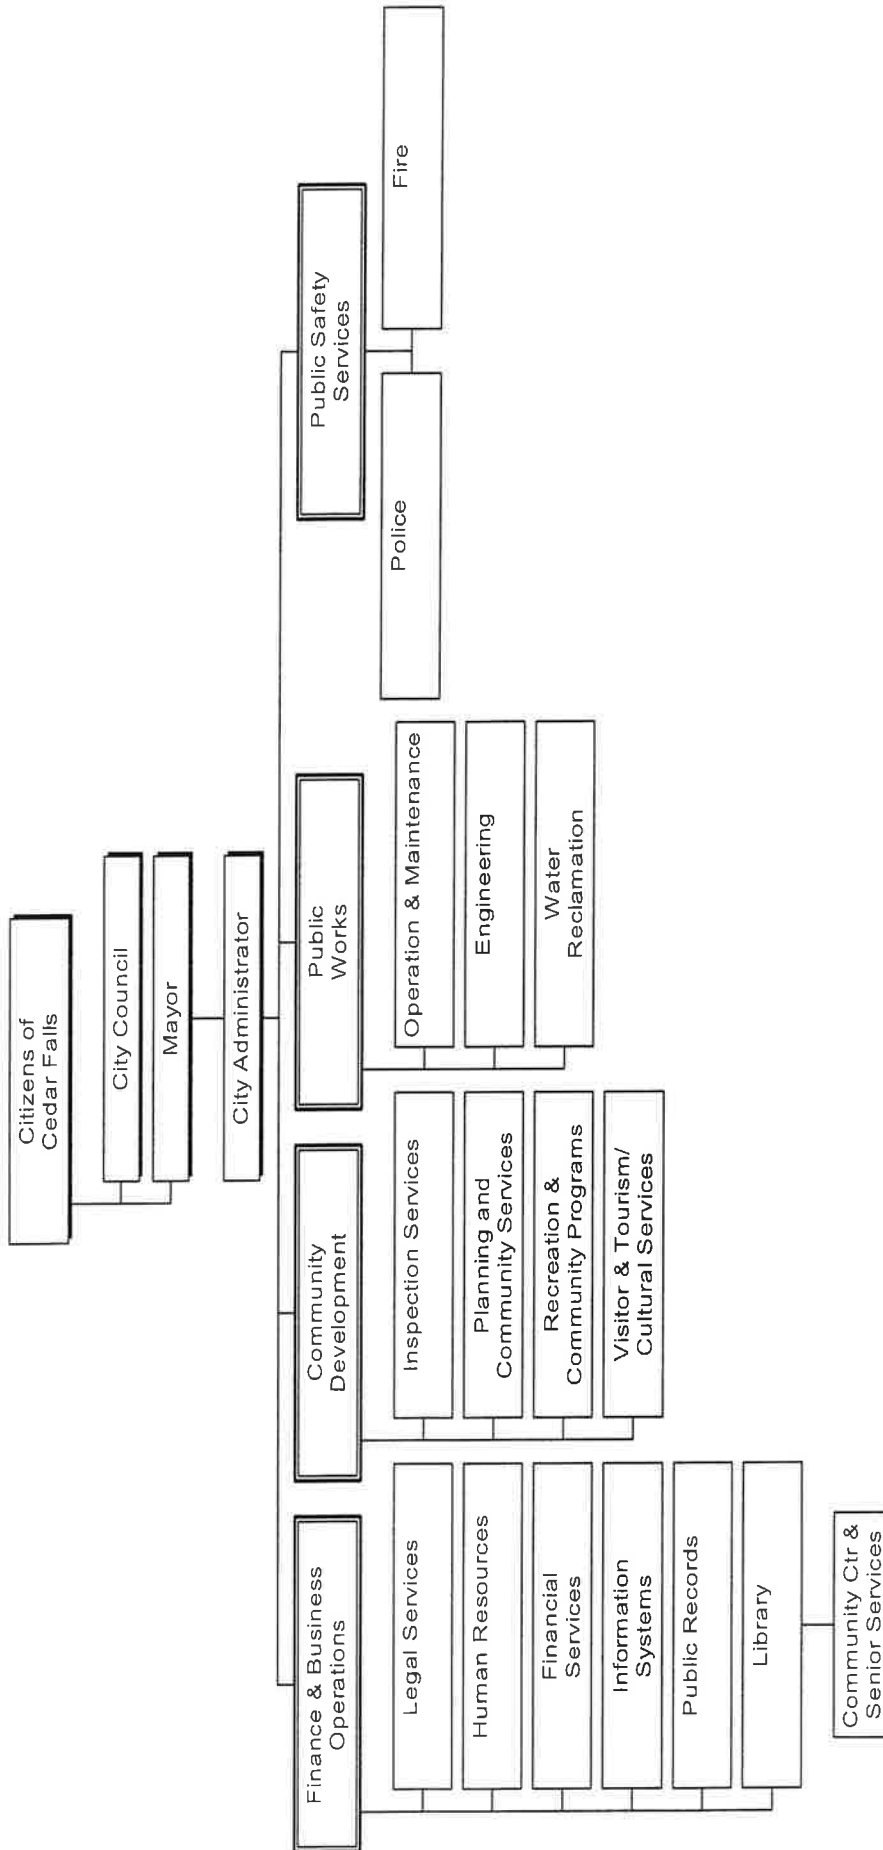 Citizens of
Cedar Falls
City Council
Mayor
City Administrator
Finance & Business
Operations
Legal Services
Human Resources
Financial
Services
Information
Systems
Public Records
Library
Community Ctr &
Senior Services
Community
Development
Inspection Services
Planning and
Community Services
Recreation &
Community Programs
Visitor & Tourism/
Cultural Services
Public
Works
Operation & Maintenance
Engineering
Water
Reclamation
Public Safety
Services
Police
Fire